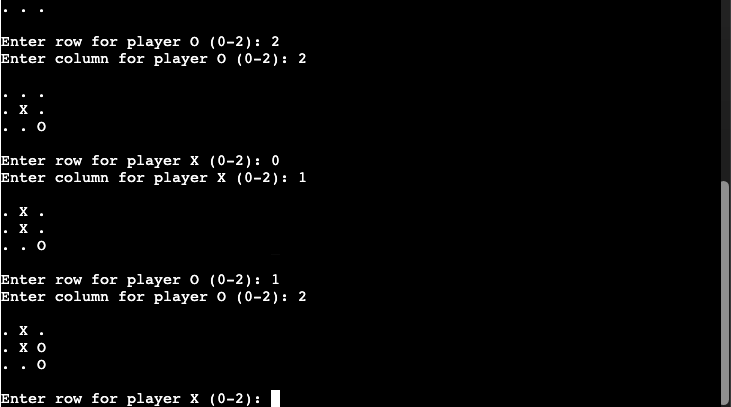 . . .
Enter row for player O (0-2): 2
Enter column for player O (0-2): 2
. . .
. X .
. . O
Enter row for player X (0-2): 0
Enter column for player X (0-2): 1
. X .
. X .
. . O
Enter row for player O (0-2): 1
Enter column for player O (0-2): 2
. X .
. X O
. . O
Enter row for player X (0-2):